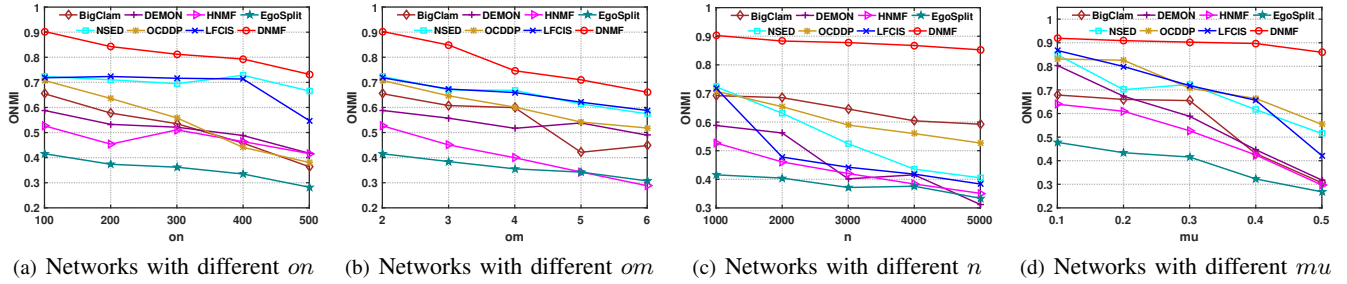 BigClam DEMON HNMF EgoSplit
NSED OCDDP LFCIS DNMF
ONMI
1
0.9
0.8
0.7
0.6
0.5
0.4
0.3
0.2
100 200 300 400 500
on
(a) Networks with different on
BigClam DEMON HNMF EgoSplit
NSED OCDDP LFCIS DNMF
ONMI
1
0.9
0.8
0.7
0.6
0.5
0.4
0.3
0.2
2 3 4 5 6
om
(b) Networks with different om
BigClam DEMON HNMF EgoSplit
NSED OCDDP LFCIS DNMF
ONMI
1
0.9
0.8
0.7
0.6
0.5
0.4
0.3
1000 2000 3000 4000 5000
n
(c) Networks with different n
BigClam DEMON HNMF EgoSplit
NSED OCDDP LFCIS DNMF
ONMI
1
0.9
0.8
0.7
0.6
0.5
0.4
0.3
0.2
0.1 0.2 0.3 0.4 0.5
mu
(d) Networks with different mu